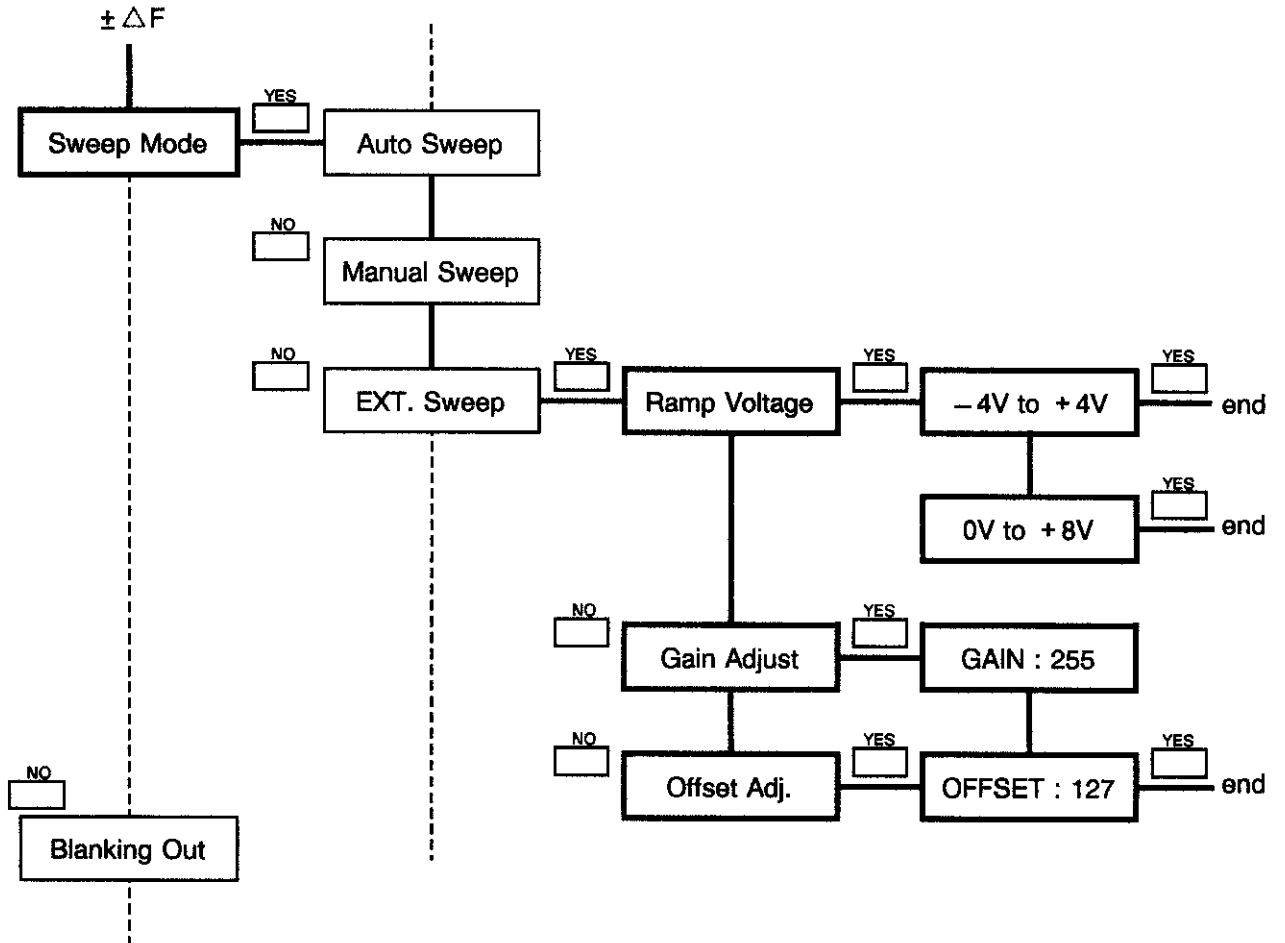 ± △F
YES
Sweep Mode
Auto Sweep
NO
Manual Sweep
NO
YES
YES
YES
EXT. Sweep
Ramp Voltage
– 4V to + 4V
end
YES
0V to + 8V
end
NO
YES
Gain Adjust
GAIN : 255
NO
YES
YES
Offset Adj.
OFFSET : 127
end
NO
Blanking Out